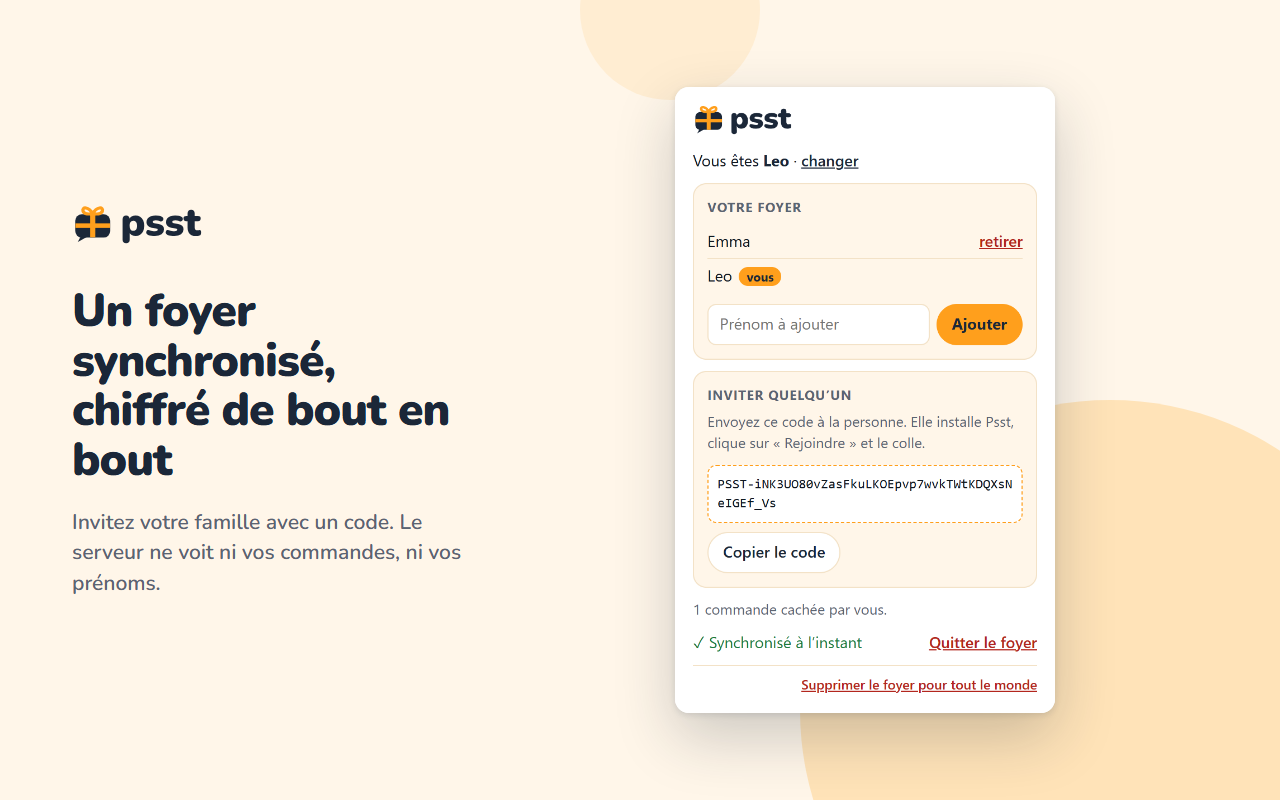 psst
Un foyer
synchronisé,
chiffré de bout en
bout
Invitez votre famille avec un code. Le
serveur ne voit ni vos commandes, ni vos
prénoms.
psst
Vous êtes Leo · changer
VOTRE FOYER
Emma retirer
Leo vous
Prénom à ajouter Ajouter
INVITER QUELQU'UN
Envoyez ce code à la personne. Elle installe Psst,
clique sur « Rejoindre » et le colle.
PSST-iNK3UO80vZasFkuLKOEpvp7wvkTWtKDQXsN
eIGEf_Vs
Copier le code
1 commande cachée par vous.
✓ Synchronisé à l'instant Quitter le foyer
Supprimer le foyer pour tout le monde